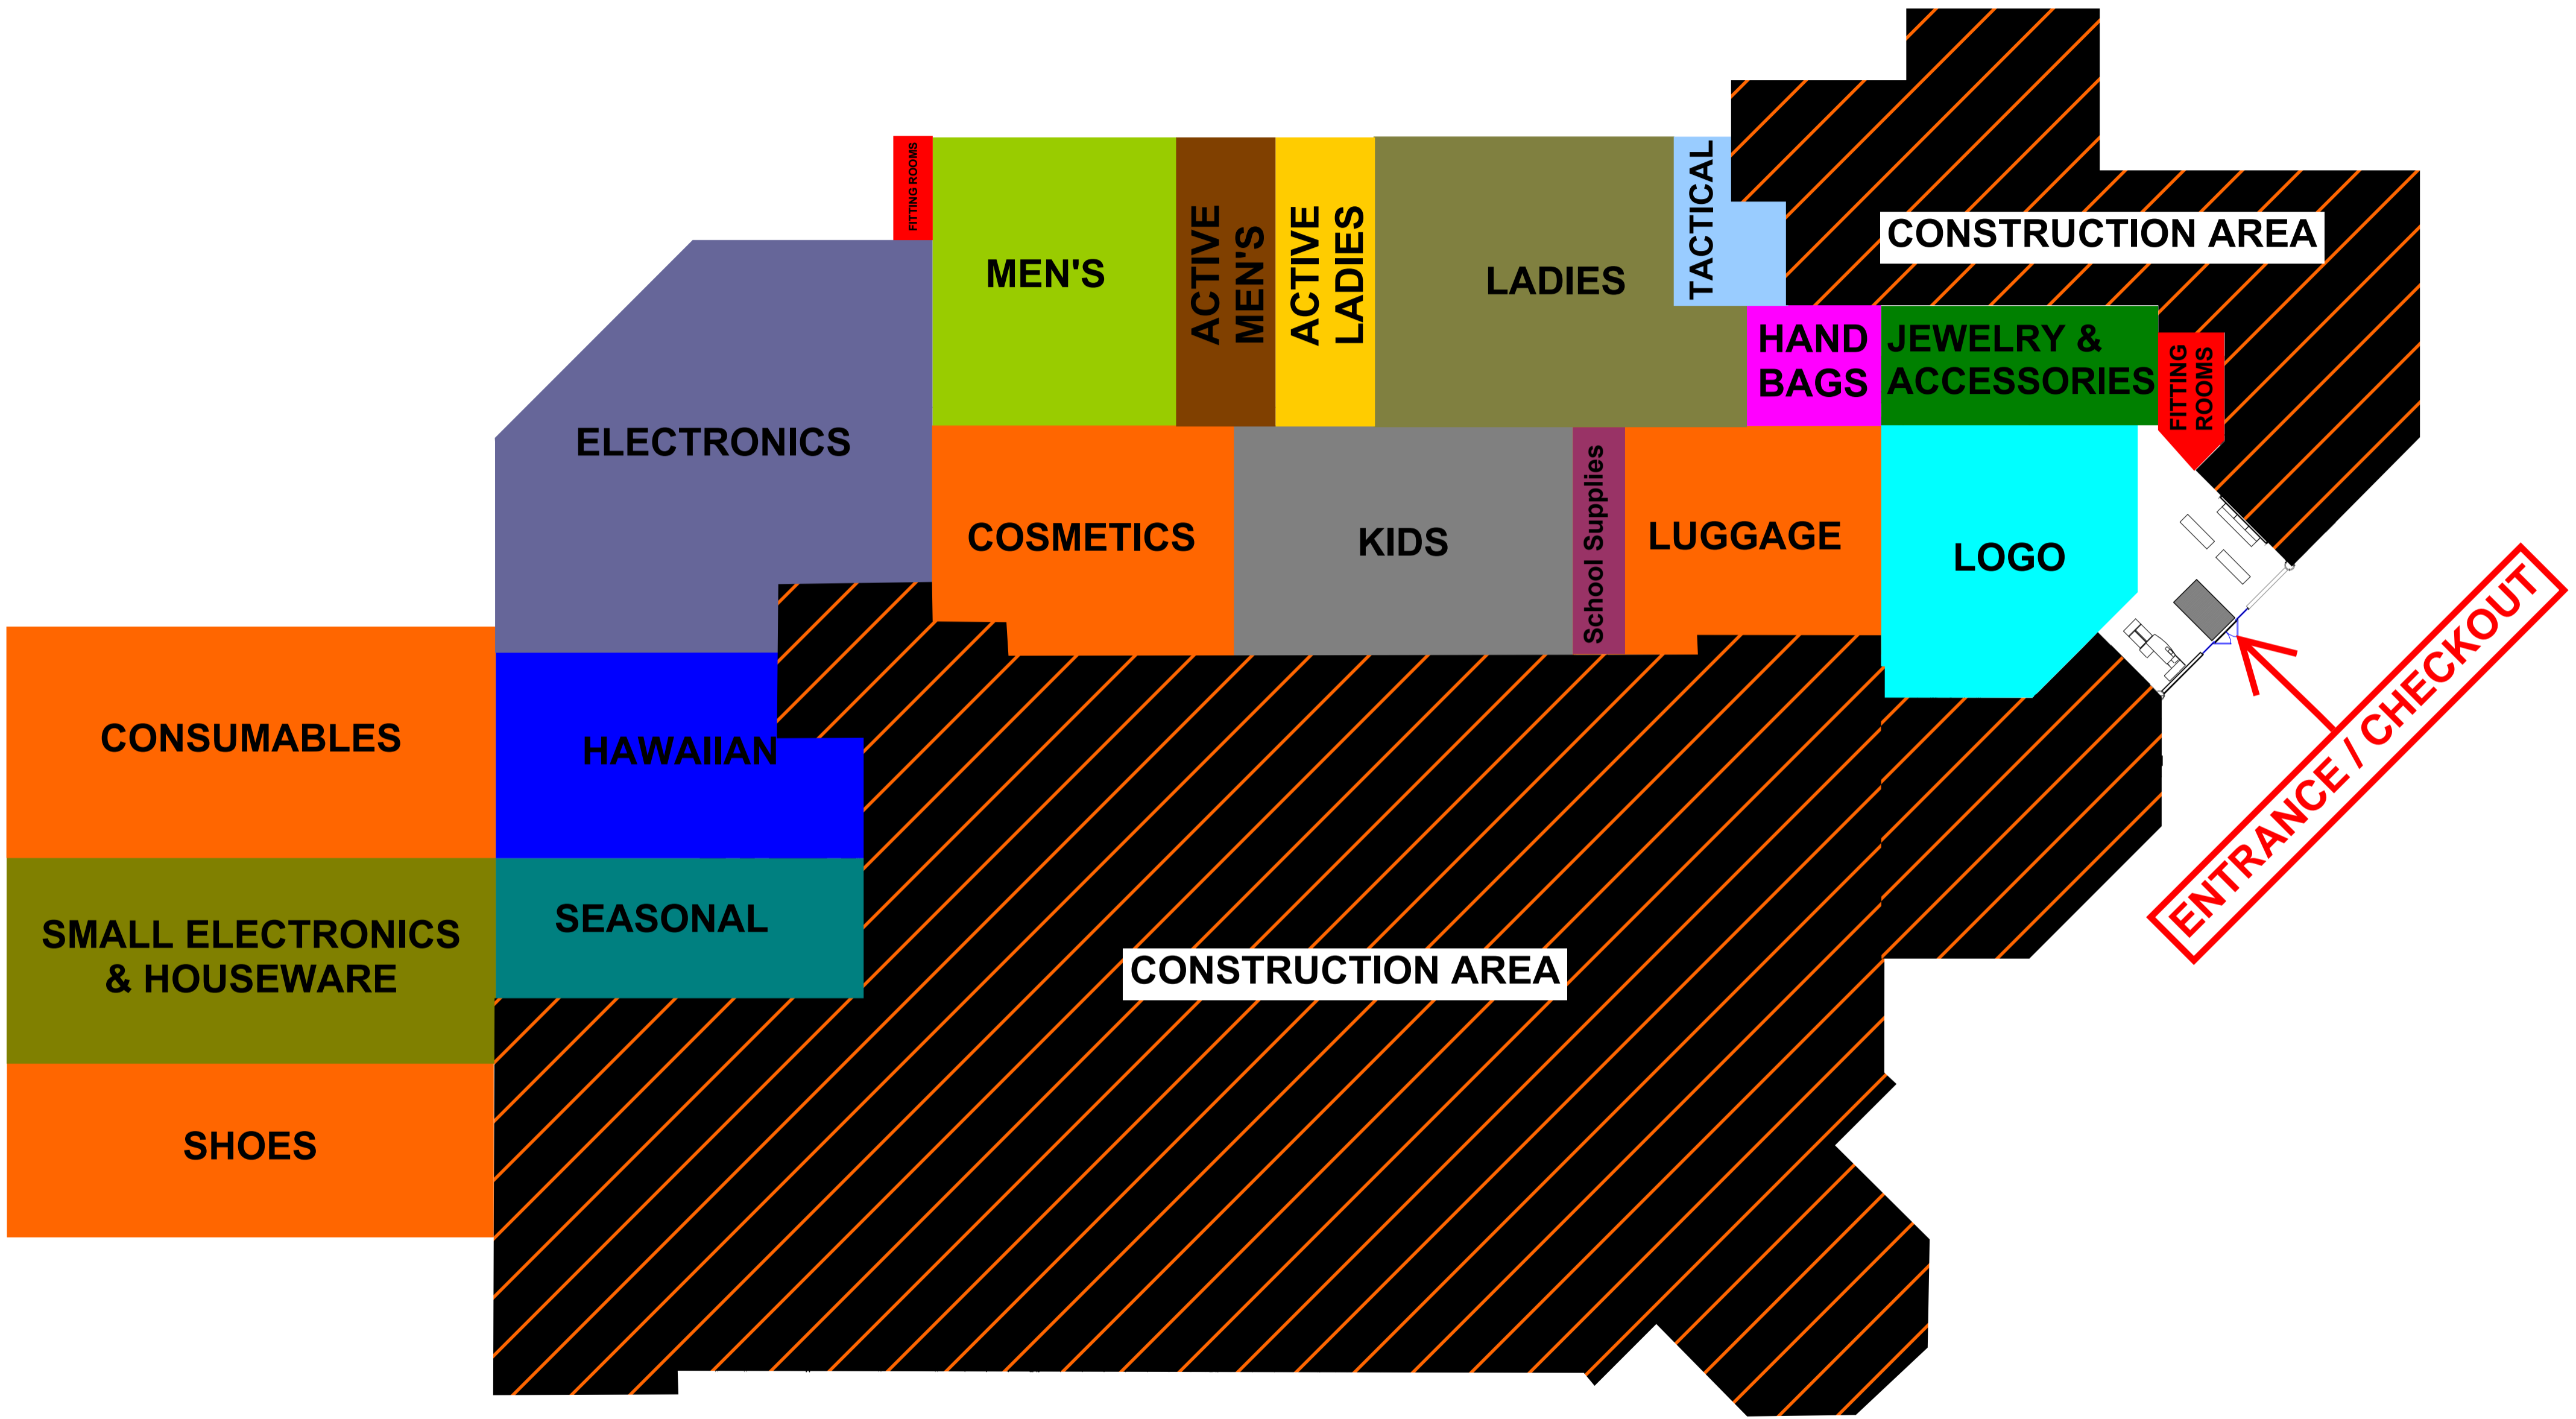 FITTING ROOMS
MEN'S
ACTIVE
MEN'S
ACTIVE
LADIES
LADIES
TACTICAL
CONSTRUCTION AREA
HAND
BAGS
JEWELRY &
ACCESSORIES
FITTING
ROOMS
ELECTRONICS
COSMETICS
KIDS
School Supplies
LUGGAGE
LOGO
ENTRANCE / CHECKOUT
CONSUMABLES
HAWAIIAN
SMALL ELECTRONICS
& HOUSEWARE
SEASONAL
CONSTRUCTION AREA
SHOES